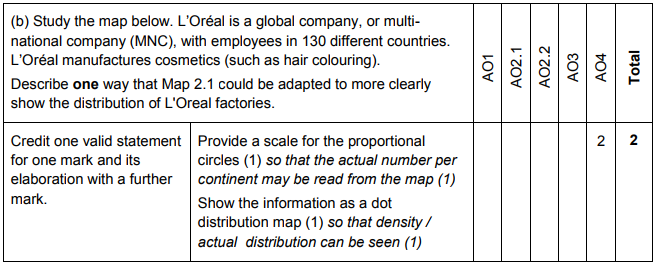 (b) Study the map below. L’Oréal is a global company, or multi-
national company (MNC), with employees in 130 different countries.
L’Oréal manufactures cosmetics (such as hair colouring).
Describe one way that Map 2.1 could be adapted to more clearly
show the distribution of L'Oreal factories.
AO1
AO2.1
AO2.2
AO3
AO4
Total
Credit one valid statement
for one mark and its
elaboration with a further
mark.
Provide a scale for the proportional
circles (1) so that the actual number per
continent may be read from the map (1)
Show the information as a dot
distribution map (1) so that density /
actual distribution can be seen (1)
2
2